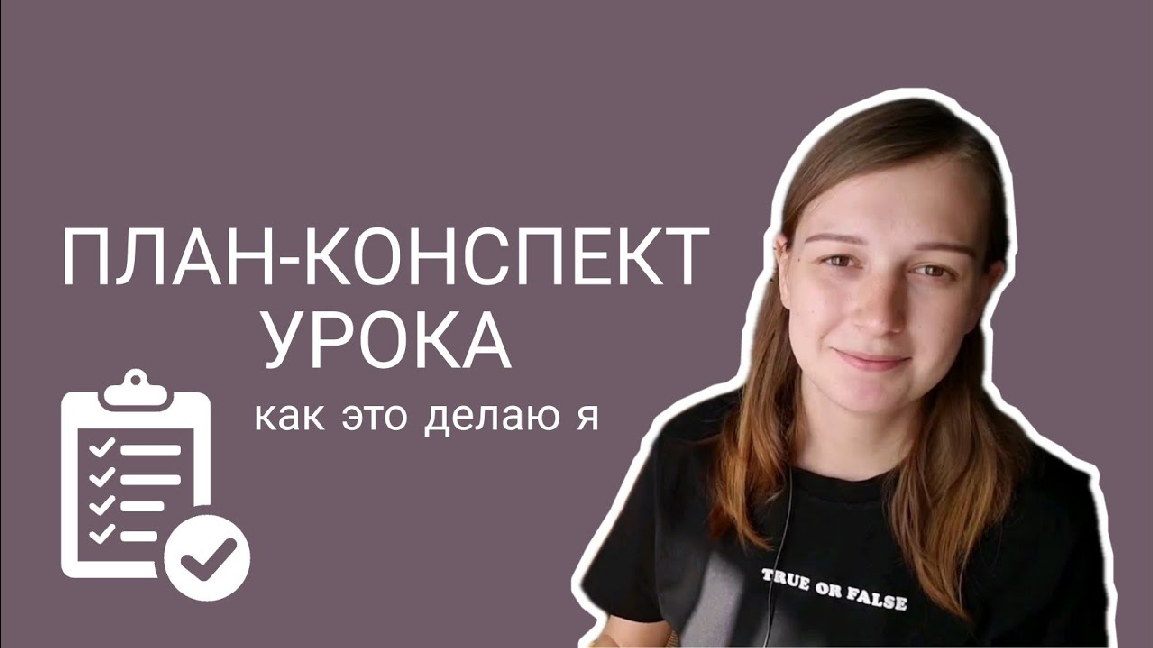 ПЛАН-КОНСПЕКТ
УРОКА
как это делаю я
TRUE OR FALSE